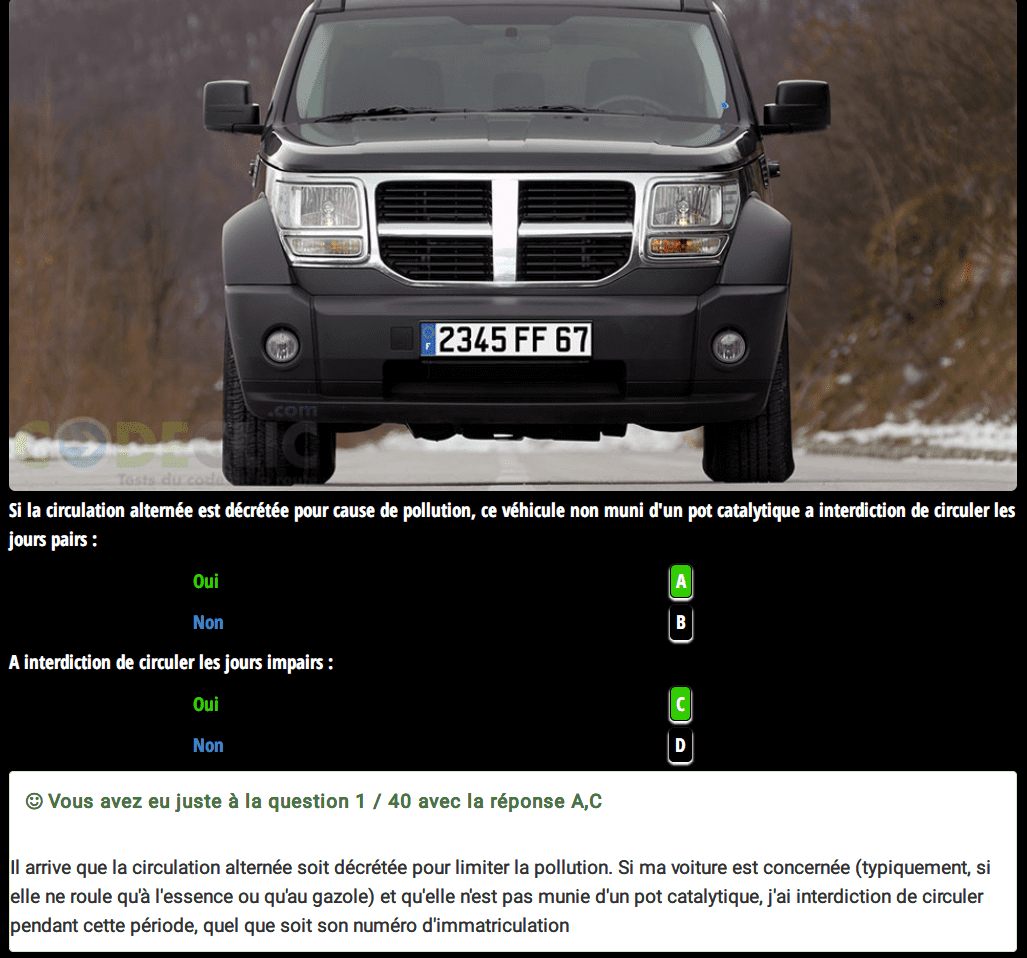 F 2345 FF 67
.com
CODECLIC
Tests du code
Si la circulation alternée est décrétée pour cause de pollution, ce véhicule non muni d'un pot catalytique a interdiction de circuler les
jours pairs :
Oui A
Non B
A interdiction de circuler les jours impairs :
Oui C
Non D
Vous avez eu juste à la question 1 / 40 avec la réponse A,C
Il arrive que la circulation alternée soit décrétée pour limiter la pollution. Si ma voiture est concernée (typiquement, si
elle ne roule qu'à l'essence ou qu'au gazole) et qu'elle n'est pas munie d'un pot catalytique, j'ai interdiction de circuler
pendant cette période, quel que soit son numéro d'immatriculation